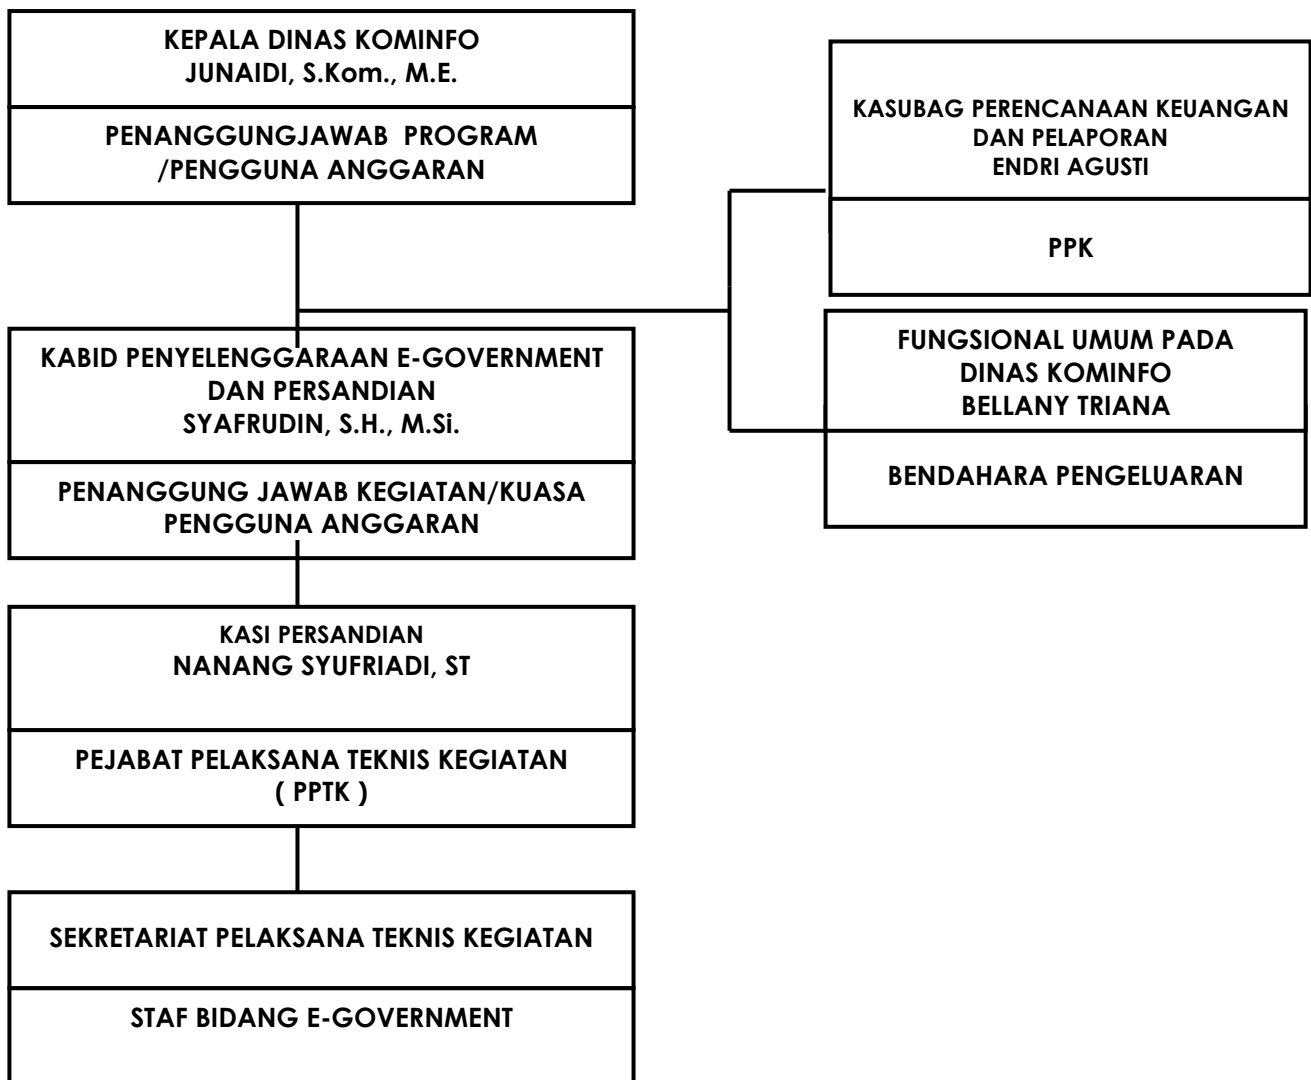 KEPALA DINAS KOMINFO
JUNAIDI, S.Kom., M.E.
PENANGGUNGJAWAB PROGRAM
/PENGGUNA ANGGARAN
KASUBAG PERENCANAAN KEUANGAN
DAN PELAPORAN
ENDRI AGUSTI
PPK
FUNGSIONAL UMUM PADA
DINAS KOMINFO
BELLANY TRIANA
BENDAHARA PENGELUARAN
KABID PENYELENGGARAAN E-GOVERNMENT
DAN PERSANDIAN
SYAFRUDIN, S.H., M.Si.
PENANGGUNG JAWAB KEGIATAN/KUASA
PENGGUNA ANGGARAN
KASI PERSANDIAN
NANANG SYUFRIADI, ST
PEJABAT PELAKSANA TEKNIS KEGIATAN
( PPTK )
SEKRETARIAT PELAKSANA TEKNIS KEGIATAN
STAF BIDANG E-GOVERNMENT